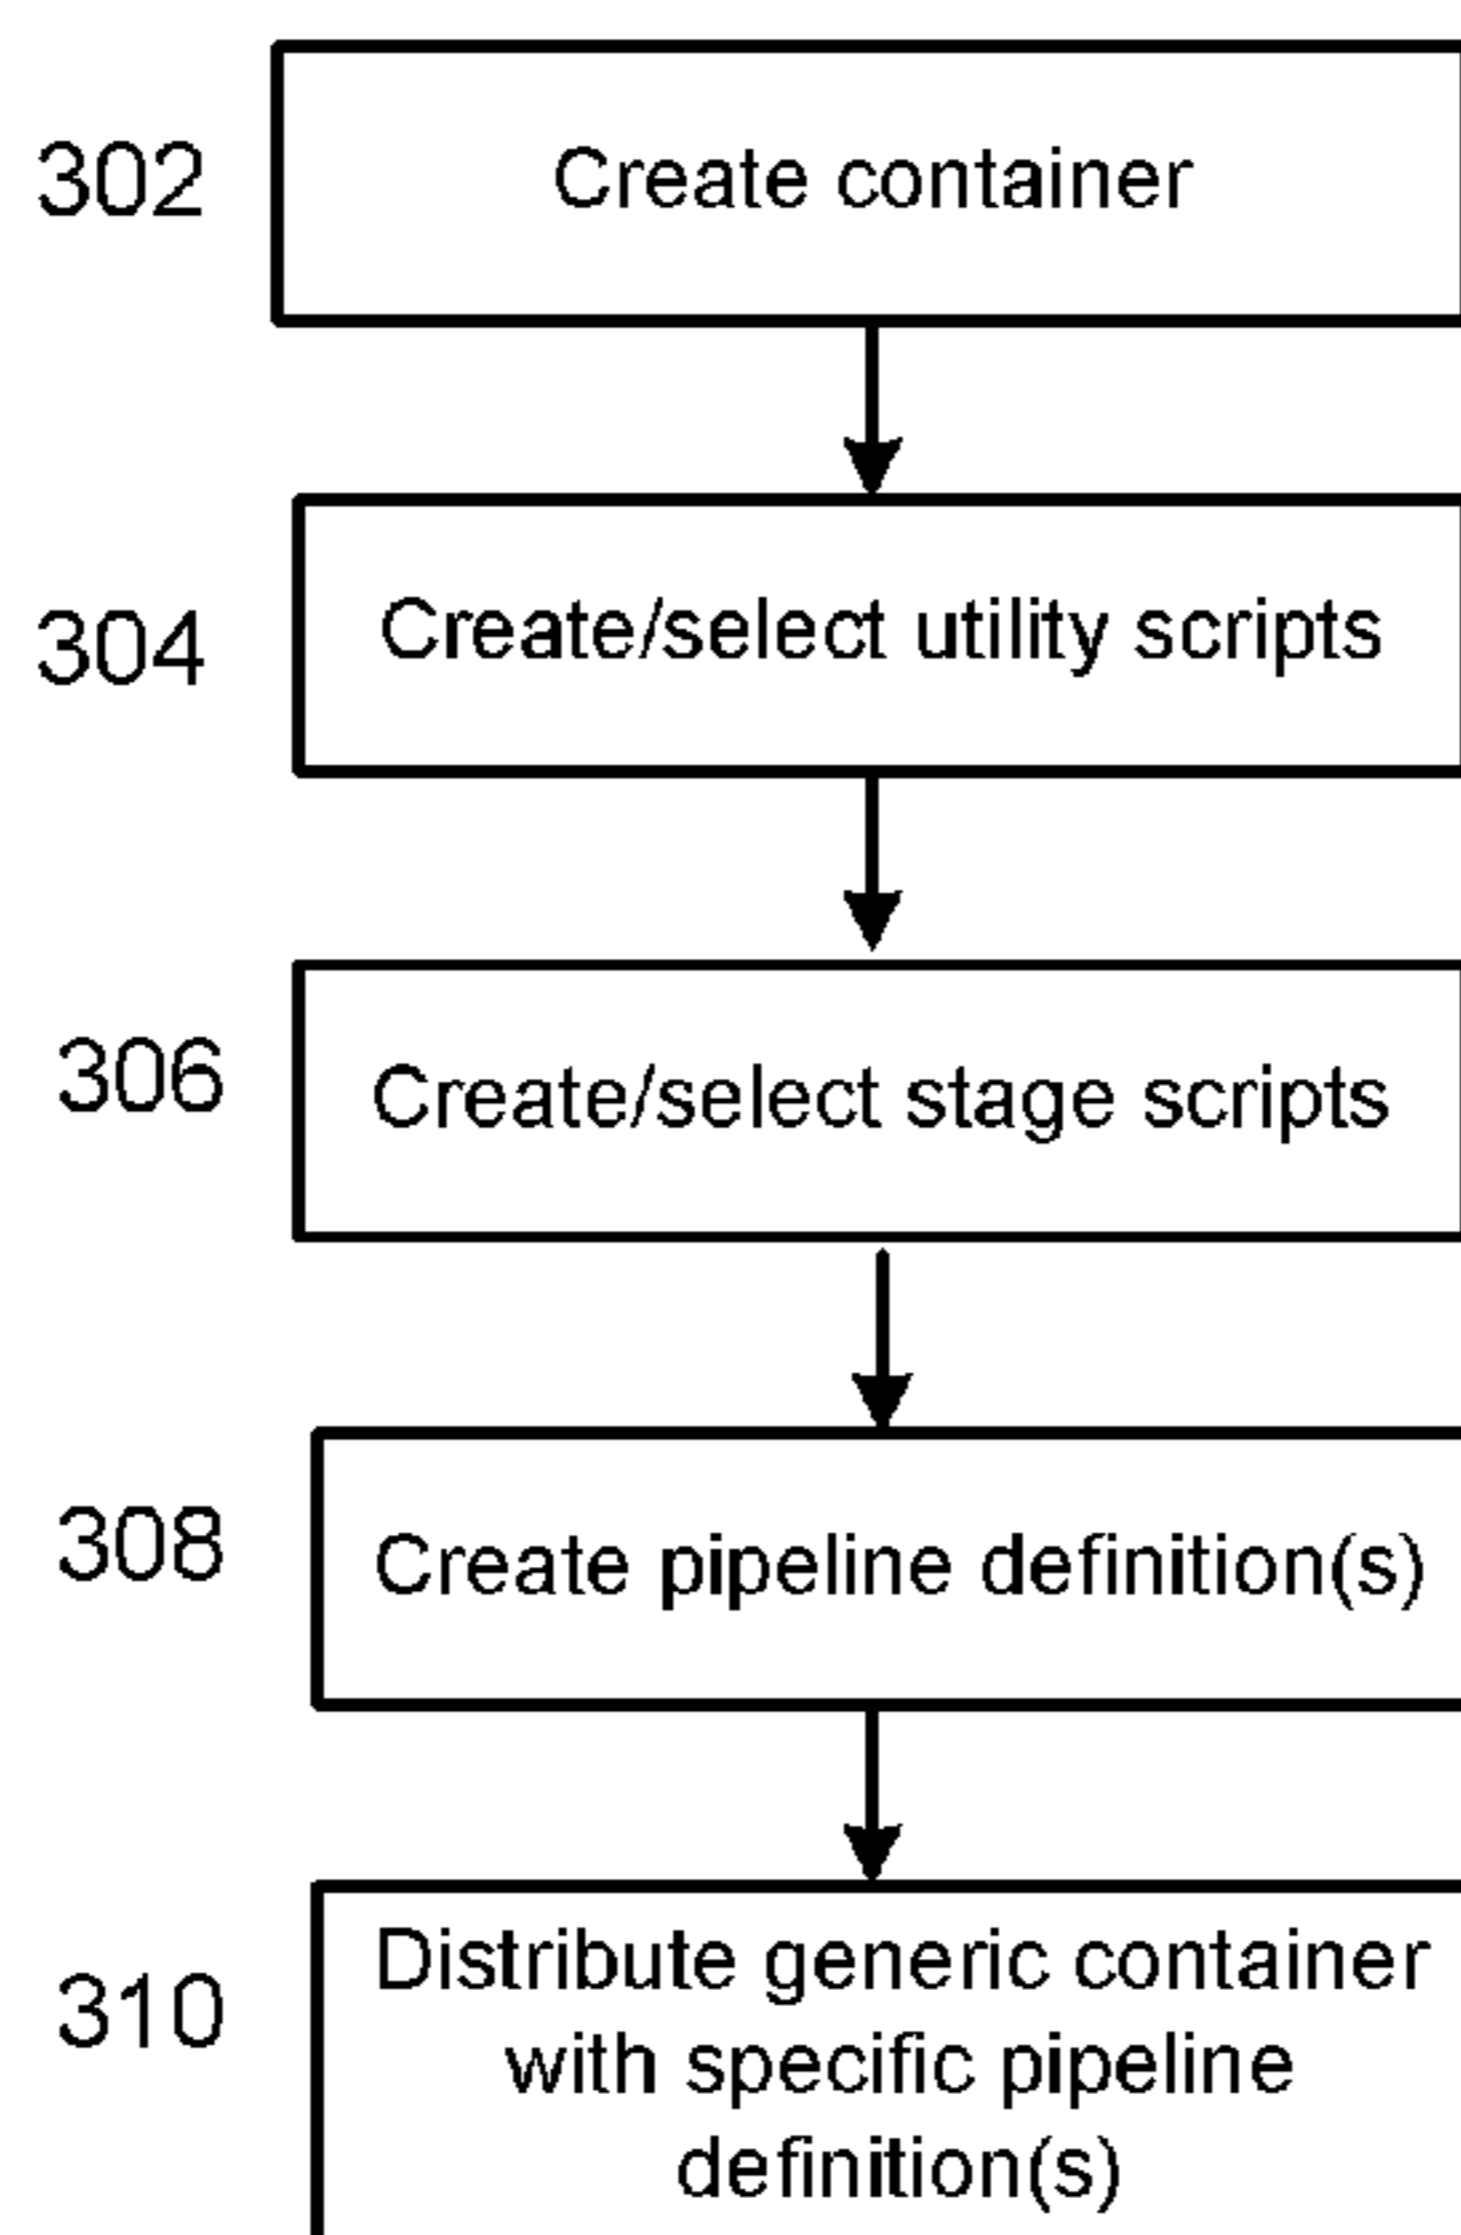 302
Create container
304
Create/select utility scripts
306
Create/select stage scripts
308
Create pipeline definition(s)
310
Distribute generic container
with specific pipeline
definition(s)